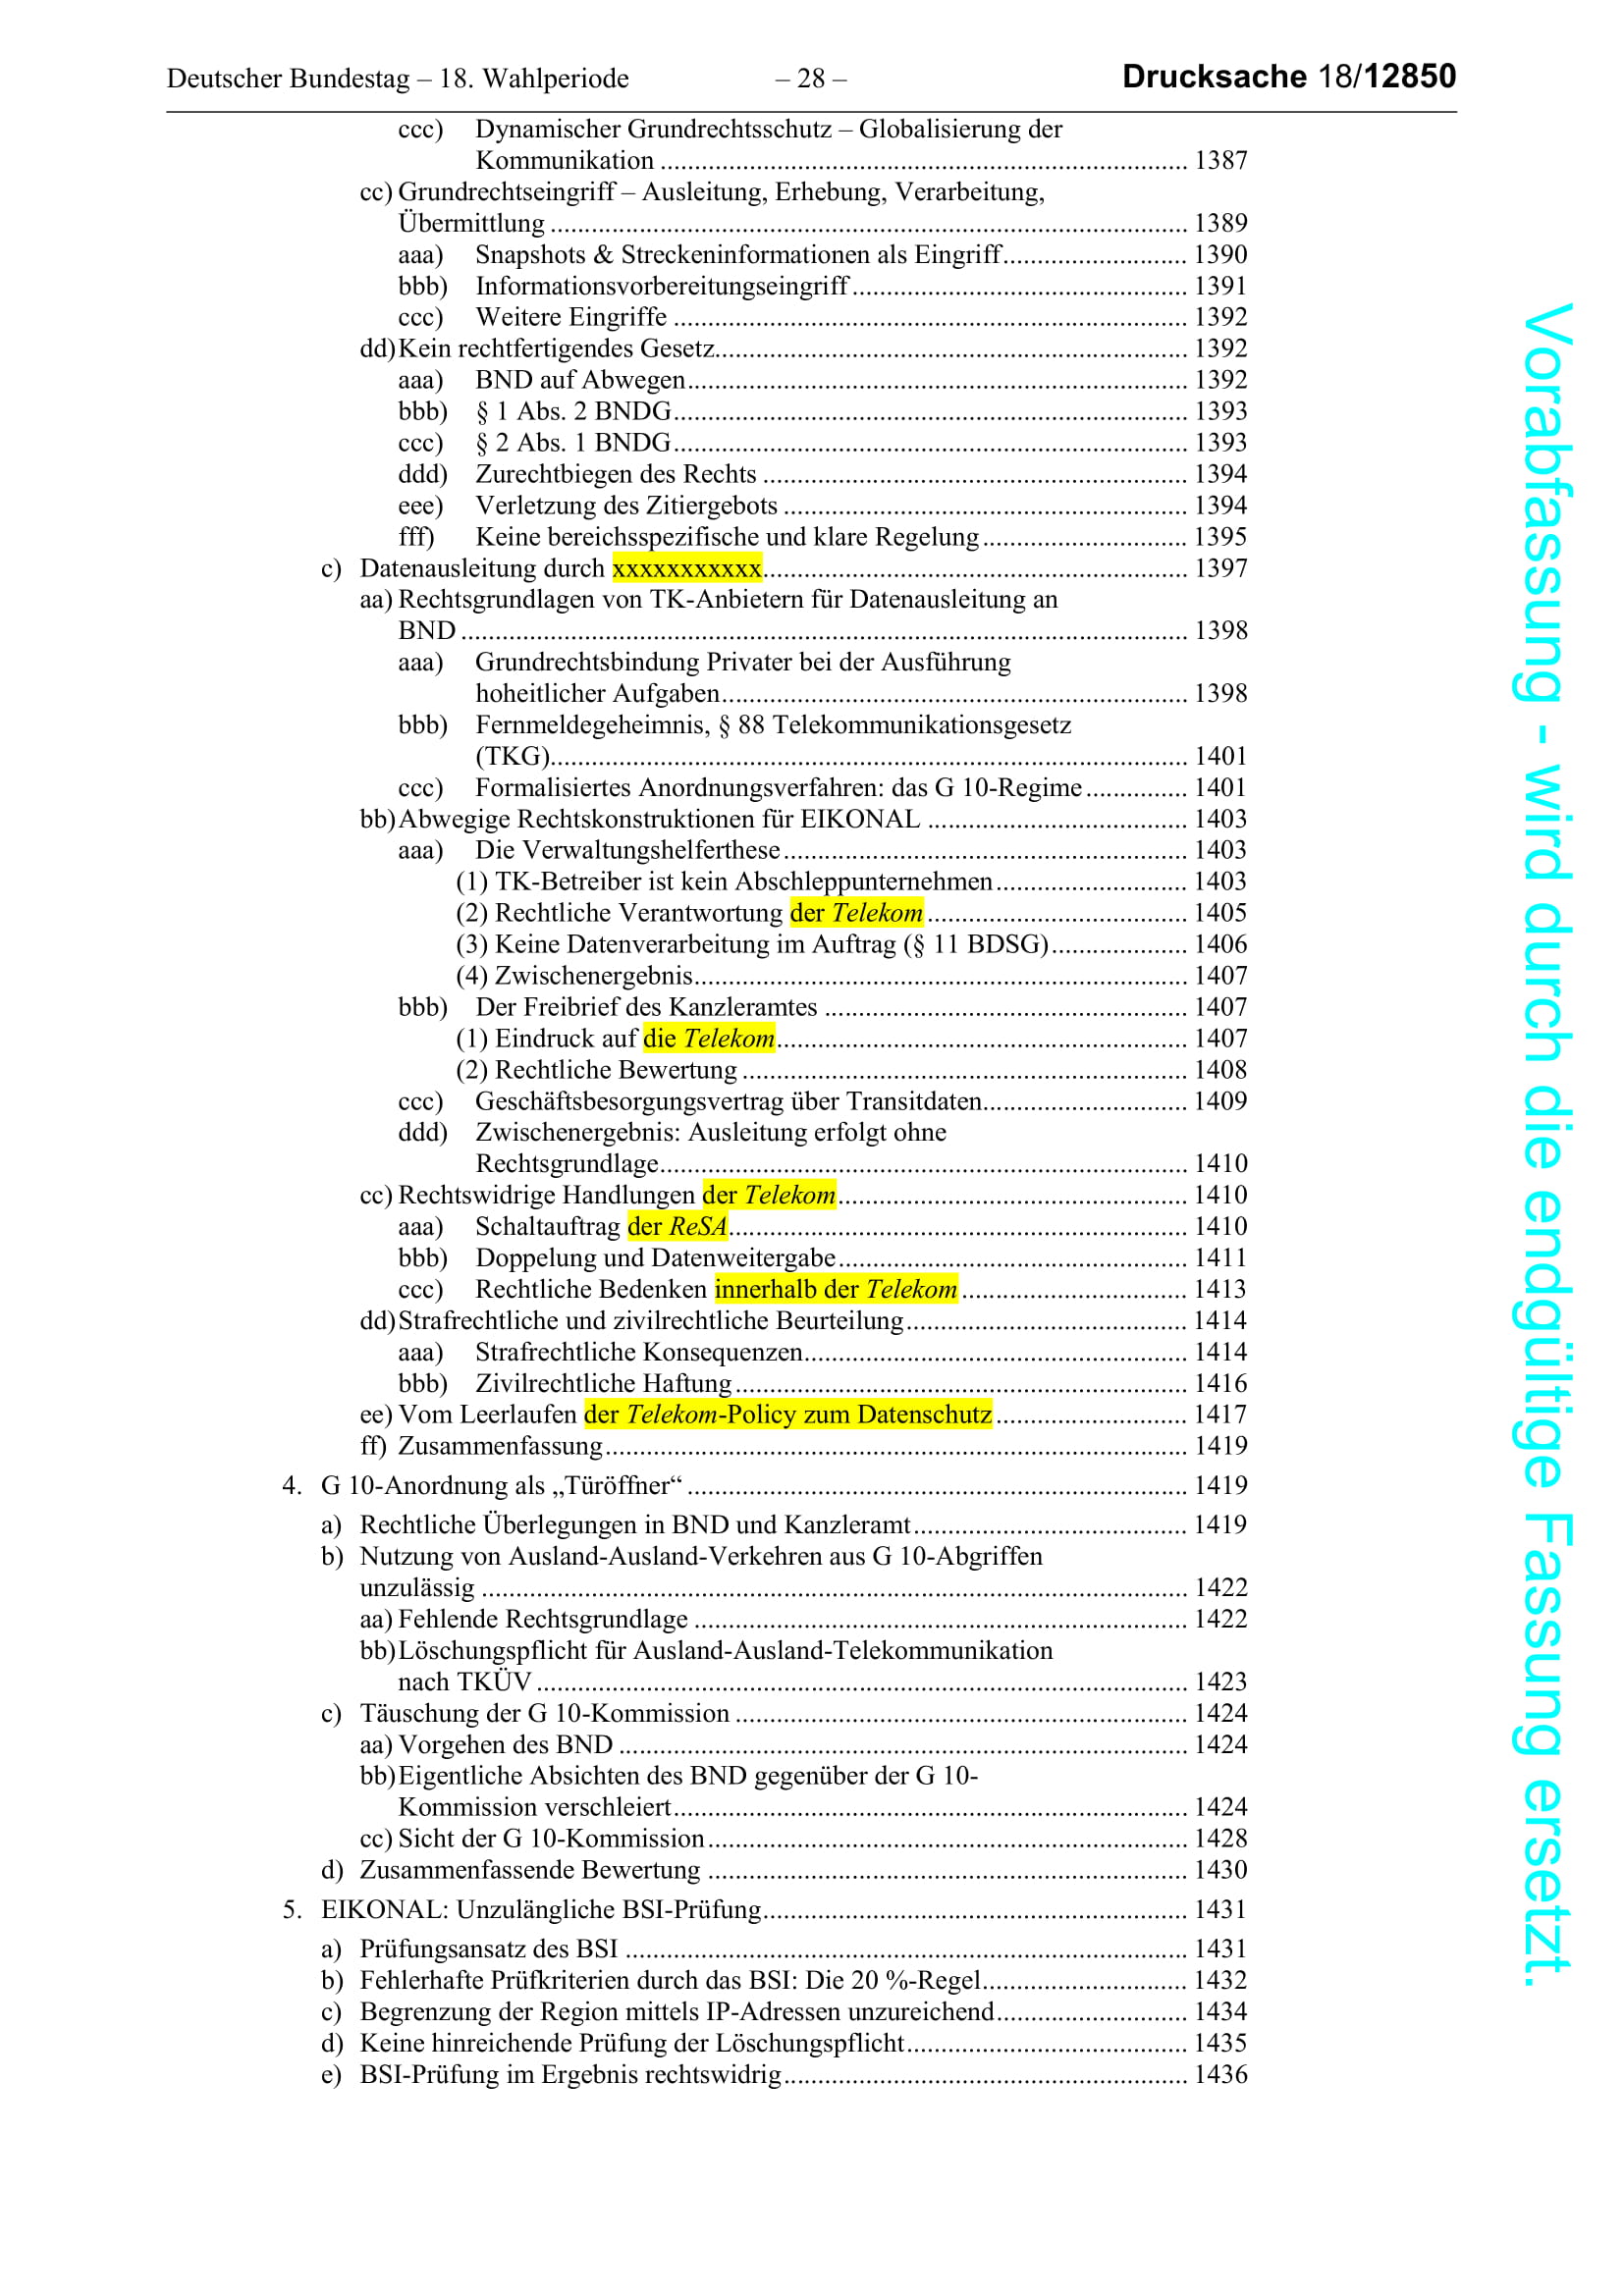 Deutscher Bundestag – 18. Wahlperiode – 28 – Drucksache 18/12850
ccc) Dynamischer Grundrechtsschutz – Globalisierung der
Kommunikation ... 1387
cc) Grundrechtseingriff – Ausleitung, Erhebung, Verarbeitung,
Übermittlung ... 1389
aaa) Snapshots & Streckeninformationen als Eingriff ... 1390
bbb) Informationsvorbereitungseingriff ... 1391
ccc) Weitere Eingriffe ... 1392
dd) Kein rechtfertigendes Gesetz ... 1392
aaa) BND auf Abwegen ... 1392
bbb) § 1 Abs. 2 BNDG ... 1393
ccc) § 2 Abs. 1 BNDG ... 1393
ddd) Zurechtbiegen des Rechts ... 1394
eee) Verletzung des Zitiergebots ... 1394
fff) Keine bereichsspezifische und klare Regelung ... 1395
c) Datenausleitung durch xxxxxxxxxxx ... 1397
aa) Rechtsgrundlagen von TK-Anbietern für Datenausleitung an
BND ... 1398
aaa) Grundrechtsbindung Privater bei der Ausführung
hoheitlicher Aufgaben ... 1398
bbb) Fernmeldegeheimnis, § 88 Telekommunikationsgesetz
(TKG) ... 1401
ccc) Formalisiertes Anordnungsverfahren: das G 10-Regime ... 1401
bb) Abwegige Rechtskonstruktionen für EIKONAL ... 1403
aaa) Die Verwaltungshelferthese ... 1403
(1) TK-Betreiber ist kein Abschleppunternehmen ... 1403
(2) Rechtliche Verantwortung der Telekom ... 1405
(3) Keine Datenverarbeitung im Auftrag (§ 11 BDSG) ... 1406
(4) Zwischenergebnis ... 1407
bbb) Der Freibrief des Kanzleramtes ... 1407
(1) Eindruck auf die Telekom ... 1407
(2) Rechtliche Bewertung ... 1408
ccc) Geschäftsbesorgungsvertrag über Transitdaten ... 1409
ddd) Zwischenergebnis: Ausleitung erfolgt ohne
Rechtsgrundlage ... 1410
cc) Rechtswidrige Handlungen der Telekom ... 1410
aaa) Schaltauftrag der ReSA ... 1410
bbb) Doppelung und Datenweitergabe ... 1411
ccc) Rechtliche Bedenken innerhalb der Telekom ... 1413
dd) Strafrechtliche und zivilrechtliche Beurteilung ... 1414
aaa) Strafrechtliche Konsequenzen ... 1414
bbb) Zivilrechtliche Haftung ... 1416
ee) Vom Leerlaufen der Telekom-Policy zum Datenschutz ... 1417
ff) Zusammenfassung ... 1419
4. G 10-Anordnung als „Türöffner“ ... 1419
a) Rechtliche Überlegungen in BND und Kanzleramt ... 1419
b) Nutzung von Ausland-Ausland-Verkehren aus G 10-Abgriffen
unzulässig ... 1422
aa) Fehlende Rechtsgrundlage ... 1422
bb) Löschungspflicht für Ausland-Ausland-Telekommunikation
nach TKÜV ... 1423
c) Täuschung der G 10-Kommission ... 1424
aa) Vorgehen des BND ... 1424
bb) Eigentliche Absichten des BND gegenüber der G 10-
Kommission verschleiert ... 1424
cc) Sicht der G 10-Kommission ... 1428
d) Zusammenfassende Bewertung ... 1430
5. EIKONAL: Unzulängliche BSI-Prüfung ... 1431
a) Prüfungsansatz des BSI ... 1431
b) Fehlerhafte Prüfkriterien durch das BSI: Die 20 %-Regel ... 1432
c) Begrenzung der Region mittels IP-Adressen unzureichend ... 1434
d) Keine hinreichende Prüfung der Löschungspflicht ... 1435
e) BSI-Prüfung im Ergebnis rechtswidrig ... 1436
Vorabfassung - wird durch die endgültige Fassung ersetzt.